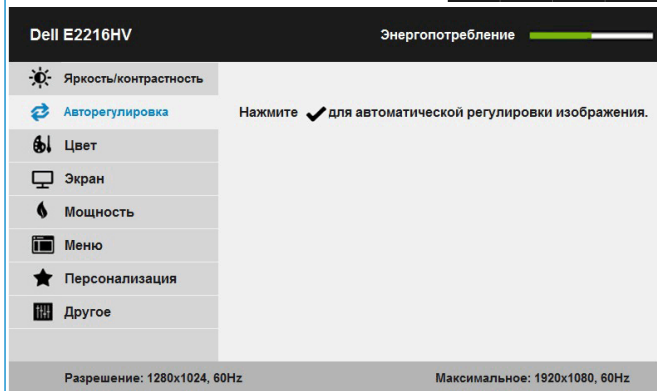 Dell E2216HV
Энергопотребление
Яркость/контрастность
Авторегулировка
Нажмите для автоматической регулировки изображения.
Цвет
Экран
Мощность
Меню
Персонализация
Другое
Разрешение: 1280x1024, 60Hz
Максимальное: 1920x1080, 60Hz